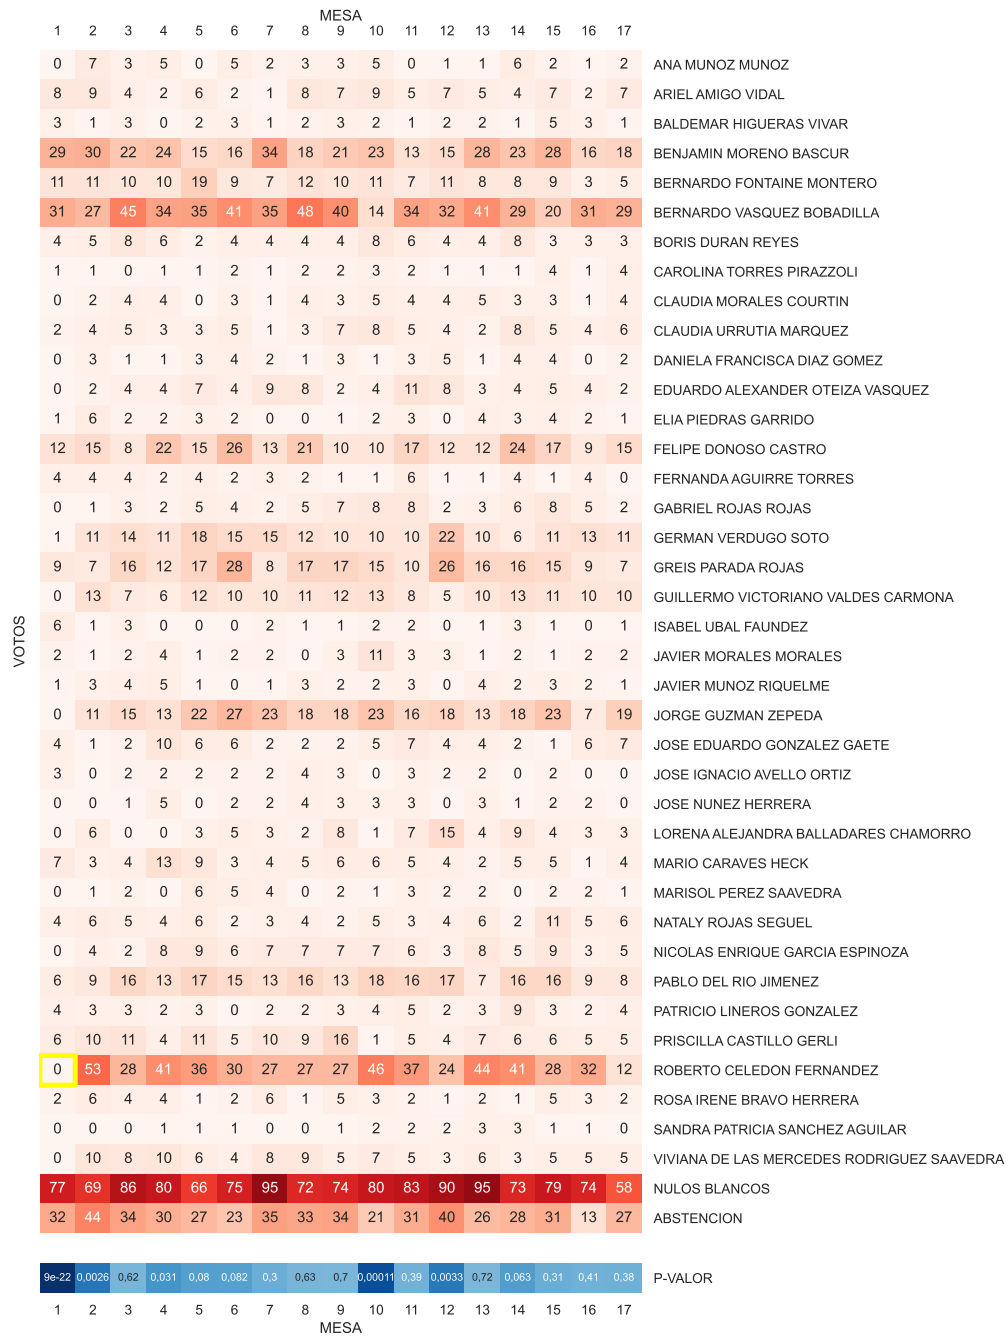 MESA
1 2 3 4 5 6 7 8 9 10 11 12 13 14 15 16 17
0 7 3 5 0 5 2 3 3 5 0 1 1 6 2 1 2 ANA MUNOZ MUNOZ
8 9 4 2 6 2 1 8 7 9 5 7 5 4 7 2 7 ARIEL AMIGO VIDAL
3 1 3 0 2 3 1 2 3 2 1 2 2 1 5 3 1 BALDEMAR HIGUERAS VIVAR
29 30 22 24 15 16 34 18 21 23 13 15 28 23 28 16 18 BENJAMIN MORENO BASCUR
11 11 10 10 19 9 7 12 10 11 7 11 8 8 9 3 5 BERNARDO FONTAINE MONTERO
31 27 45 34 35 41 35 48 40 14 34 32 41 29 20 31 29 BERNARDO VASQUEZ BOBADILLA
4 5 8 6 2 4 4 4 4 8 6 4 4 8 3 3 3 BORIS DURAN REYES
1 1 0 1 1 2 1 2 2 3 2 1 1 1 4 1 4 CAROLINA TORRES PIRAZZOLI
0 2 4 4 0 3 1 4 3 5 4 4 5 3 3 1 4 CLAUDIA MORALES COURTIN
2 4 5 3 3 5 1 3 7 8 5 4 2 8 5 4 6 CLAUDIA URRUTIA MARQUEZ
0 3 1 1 3 4 2 1 3 1 3 5 1 4 4 0 2 DANIELA FRANCISCA DIAZ GOMEZ
0 2 4 4 7 4 9 8 2 4 11 8 3 4 5 4 2 EDUARDO ALEXANDER OTEIZA VASQUEZ
1 6 2 2 3 2 0 0 1 2 3 0 4 3 4 2 1 ELIA PIEDRAS GARRIDO
12 15 8 22 15 26 13 21 10 10 17 12 12 24 17 9 15 FELIPE DONOSO CASTRO
4 4 4 2 4 2 3 2 1 1 6 1 1 4 1 4 0 FERNANDA AGUIRRE TORRES
0 1 3 2 5 4 2 5 7 8 8 2 3 6 8 5 2 GABRIEL ROJAS ROJAS
1 11 14 11 18 15 15 12 10 10 10 22 10 6 11 13 11 GERMAN VERDUGO SOTO
9 7 16 12 17 28 8 17 17 15 10 26 16 16 15 9 7 GREIS PARADA ROJAS
0 13 7 6 12 10 10 11 12 13 8 5 10 13 11 10 10 GUILLERMO VICTORIANO VALDES CARMONA
6 1 3 0 0 0 2 1 1 2 2 0 1 3 1 0 1 ISABEL UBAL FAUNDEZ
VOTOS
2 1 2 4 1 2 2 0 3 11 3 3 1 2 1 2 2 JAVIER MORALES MORALES
1 3 4 5 1 0 1 3 2 2 3 0 4 2 3 2 1 JAVIER MUNOZ RIQUELME
0 11 15 13 22 27 23 18 18 23 16 18 13 18 23 7 19 JORGE GUZMAN ZEPEDA
4 1 2 10 6 6 2 2 2 5 7 4 4 2 1 6 7 JOSE EDUARDO GONZALEZ GAETE
3 0 2 2 2 2 2 4 3 0 3 2 2 0 2 0 0 JOSE IGNACIO AVELLO ORTIZ
0 0 1 5 0 2 2 4 3 3 0 3 1 2 2 0 JOSE NUNEZ HERRERA
0 6 0 0 3 5 3 2 8 1 7 15 4 9 4 3 3 LORENA ALEJANDRA BALLADARES CHAMORRO
7 3 4 13 9 3 4 5 6 6 5 4 2 5 5 1 4 MARIO CARAVES HECK
0 1 2 0 6 5 4 0 2 1 3 2 2 0 2 2 1 MARISOL PEREZ SAAVEDRA
4 6 5 4 6 2 3 4 2 5 3 4 6 2 11 5 6 NATALY ROJAS SEGUEL
0 4 2 8 9 6 7 7 7 7 6 3 8 5 9 3 5 NICOLAS ENRIQUE GARCIA ESPINOZA
6 9 16 13 17 15 13 16 13 18 16 17 7 16 16 9 8 PABLO DEL RIO JIMENEZ
4 3 3 2 3 0 2 2 3 4 5 2 3 9 3 2 4 PATRICIO LINEROS GONZALEZ
6 10 11 4 11 5 10 9 16 1 5 4 7 6 6 5 5 PRISCILLA CASTILLO GERLI
0 53 28 41 36 30 27 27 27 46 37 24 44 41 28 32 12 ROBERTO CELEDON FERNANDEZ
2 6 4 4 1 2 6 1 5 3 2 1 2 1 5 3 2 ROSA IRENE BRAVO HERRERA
0 0 0 1 1 1 0 0 1 2 2 2 3 3 1 1 0 SANDRA PATRICIA SANCHEZ AGUILAR
0 10 8 10 6 4 8 9 5 7 5 3 6 3 5 5 5 VIVIANA DE LAS MERCEDES RODRIGUEZ SAAVEDRA
77 69 86 80 66 75 95 72 74 80 83 90 95 73 79 74 58 NULOS BLANCOS
32 44 34 30 27 23 35 33 34 21 31 40 26 28 31 13 27 ABSTENCION
9e-22 0,0026 0,62 0,031 0,08 0,082 0,3 0,63 0,7 0,00011 0,39 0,0033 0,72 0,063 0,31 0,41 0,38 P-VALOR
1 2 3 4 5 6 7 8 9 10 11 12 13 14 15 16 17
MESA